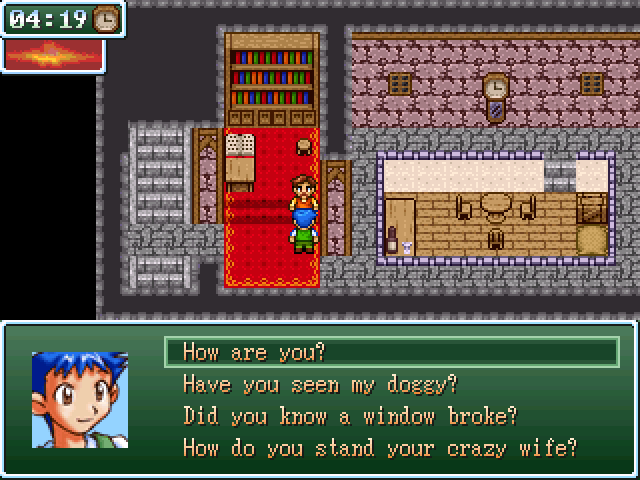 04:19
How are you?
Have you seen my doggy?
Did you know a window broke?
How do you stand your crazy wife?